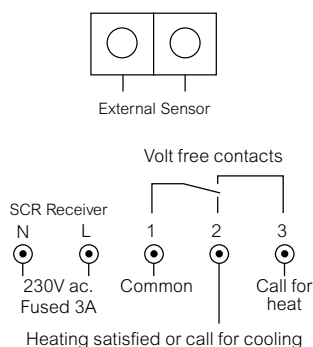 External Sensor
Volt free contacts
SCR Receiver
N L 1 2 3
230V ac. Common Call for
Fused 3A heat
Heating satisfied or call for cooling